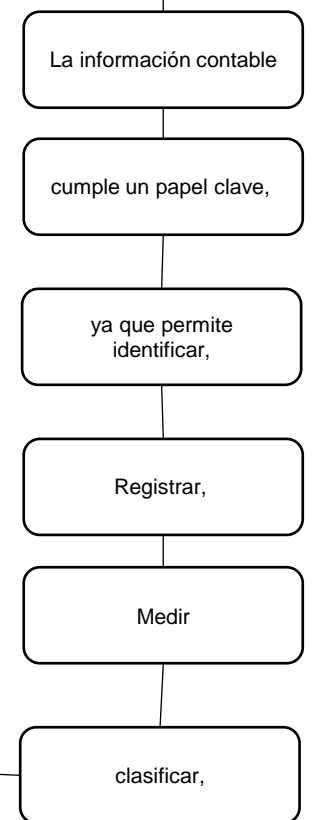 La información contable
cumple un papel clave,
ya que permite
identificar,
Registrar,
Medir
clasificar,